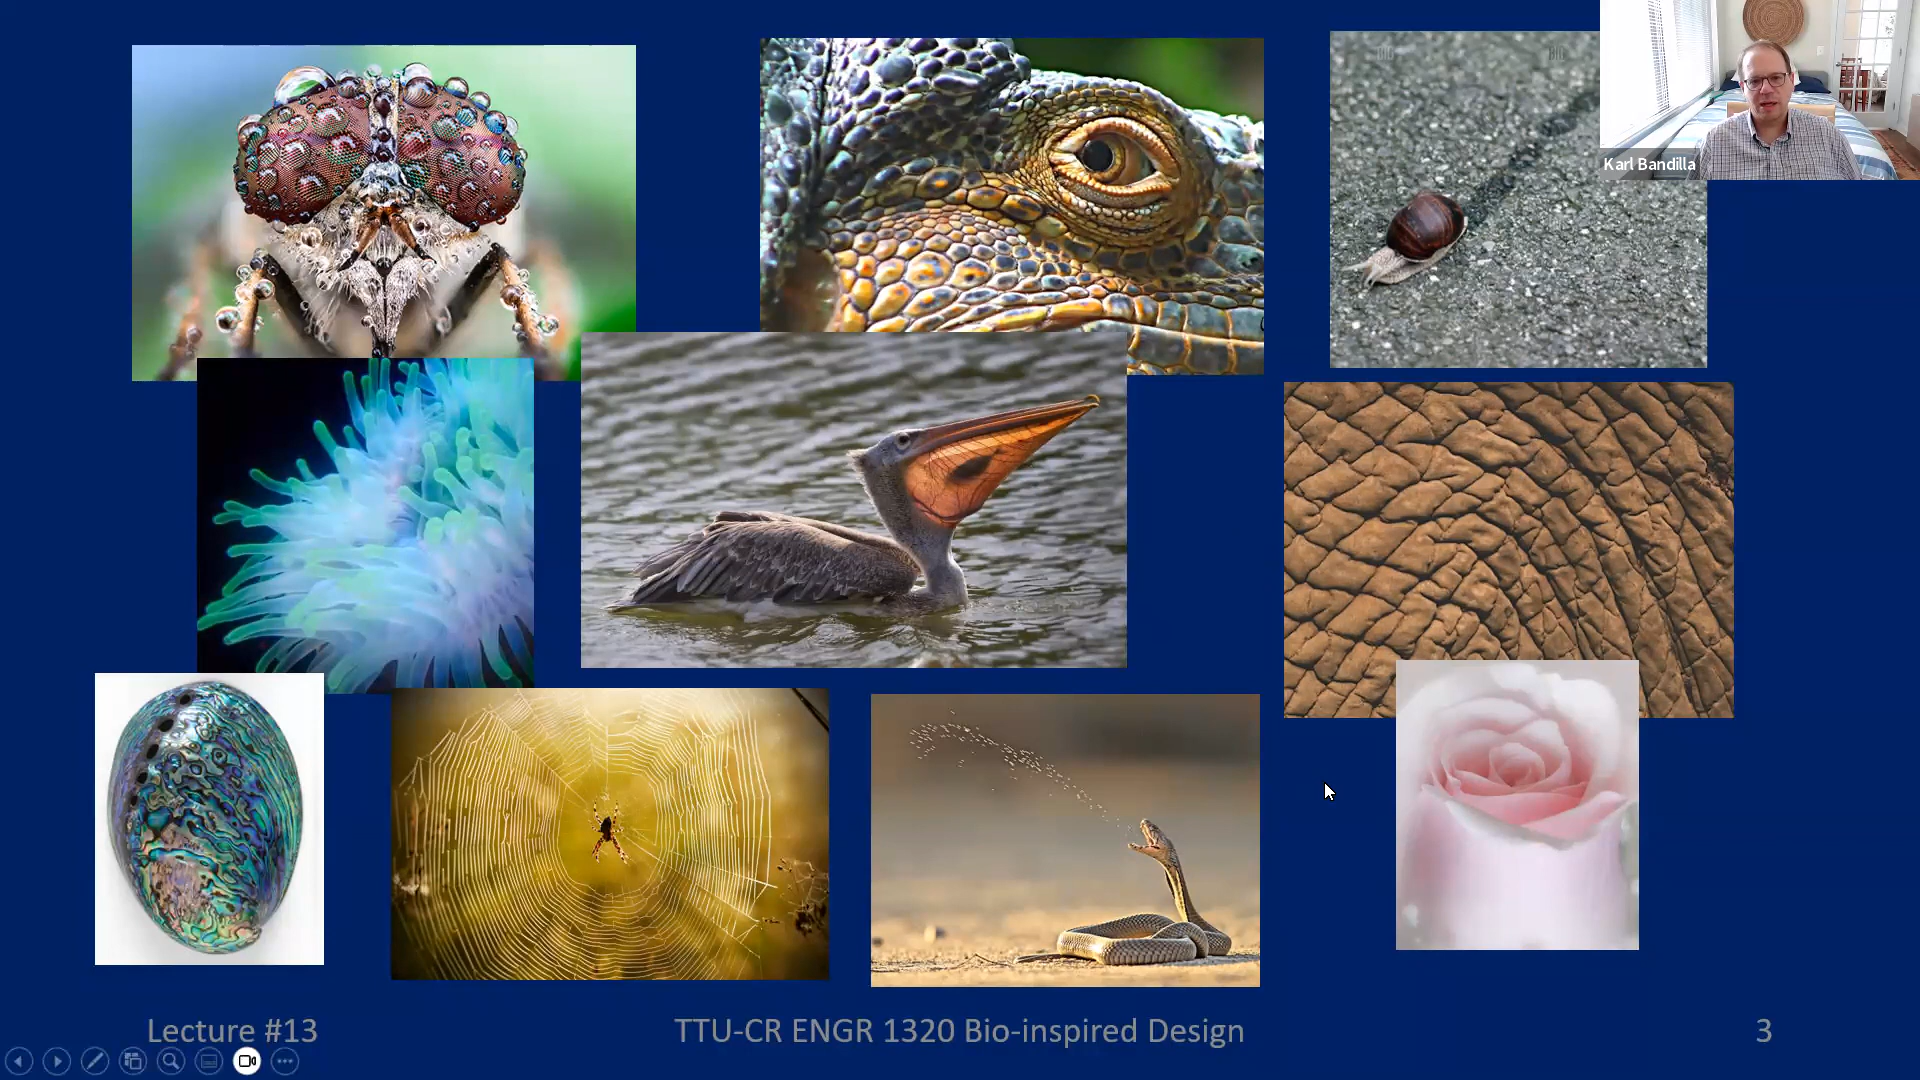 Karl Bandilla
Lecture #13
TTU-CR ENGR 1320 Bio-inspired Design
3